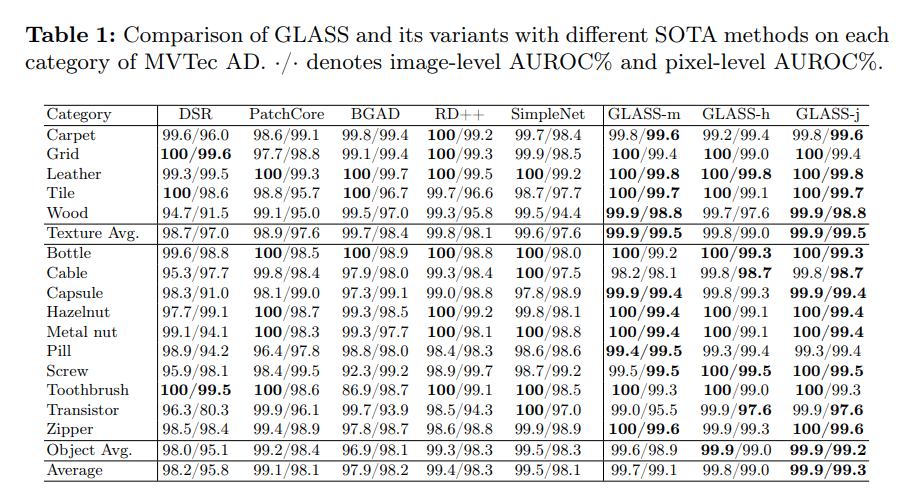 Table 1: Comparison of GLASS and its variants with different SOTA methods on each
category of MVTec AD. ·/· denotes image-level AUROC% and pixel-level AUROC%.
Category DSR PatchCore BGAD RD++ SimpleNet GLASS-m GLASS-h GLASS-j
Carpet 99.6/96.0 98.6/99.1 99.8/99.4 100/99.2 99.7/98.4 99.8/99.6 99.2/99.4 99.8/99.6
Grid 100/99.6 97.7/98.8 99.1/99.4 100/99.3 99.9/98.5 100/99.4 100/99.0 100/99.4
Leather 99.3/99.5 100/99.3 100/99.7 100/99.5 100/99.2 100/99.8 100/99.8 100/99.8
Tile 100/98.6 98.8/95.7 100/96.7 99.7/96.6 98.7/97.7 100/99.7 100/99.1 100/99.7
Wood 94.7/91.5 99.1/95.0 99.5/97.0 99.3/95.8 99.5/94.4 99.9/98.8 99.7/97.6 99.9/98.8
Texture Avg. 98.7/97.0 98.9/97.6 99.7/98.4 99.8/98.1 99.6/97.6 99.9/99.5 99.8/99.0 99.9/99.5
Bottle 99.6/98.8 100/98.5 100/98.9 100/98.8 100/98.0 100/99.2 100/99.3 100/99.3
Cable 95.3/97.7 99.8/98.4 97.9/98.0 99.3/98.4 100/97.5 98.2/98.1 99.8/98.7 99.8/98.7
Capsule 98.3/91.0 98.1/99.0 97.3/99.1 99.0/98.8 97.8/98.9 99.9/99.4 99.8/99.3 99.9/99.4
Hazelnut 97.7/99.1 100/98.7 99.3/98.5 100/99.2 99.8/98.1 100/99.4 100/99.1 100/99.4
Metal nut 99.1/94.1 100/98.3 99.3/97.7 100/98.1 100/98.8 100/99.4 100/99.1 100/99.4
Pill 98.9/94.2 96.4/97.8 98.8/98.0 98.4/98.3 98.6/98.6 99.4/99.5 99.3/99.4 99.3/99.4
Screw 95.9/98.1 98.4/99.5 92.3/99.2 98.9/99.7 98.7/99.2 99.5/99.5 100/99.5 100/99.5
Toothbrush 100/99.5 100/98.6 86.9/98.7 100/99.1 100/98.5 100/99.3 100/99.0 100/99.3
Transistor 96.3/80.3 99.9/96.1 99.7/93.9 98.5/94.3 100/97.0 99.0/95.5 99.9/97.6 99.9/97.6
Zipper 98.5/98.4 99.4/98.9 97.8/98.7 98.6/98.8 99.9/98.9 100/99.6 99.9/99.3 100/99.6
Object Avg. 98.0/95.1 99.2/98.4 96.9/98.1 99.3/98.3 99.5/98.3 99.6/98.9 99.9/99.0 99.9/99.2
Average 98.2/95.8 99.1/98.1 97.9/98.2 99.4/98.3 99.5/98.1 99.7/99.1 99.8/99.0 99.9/99.3